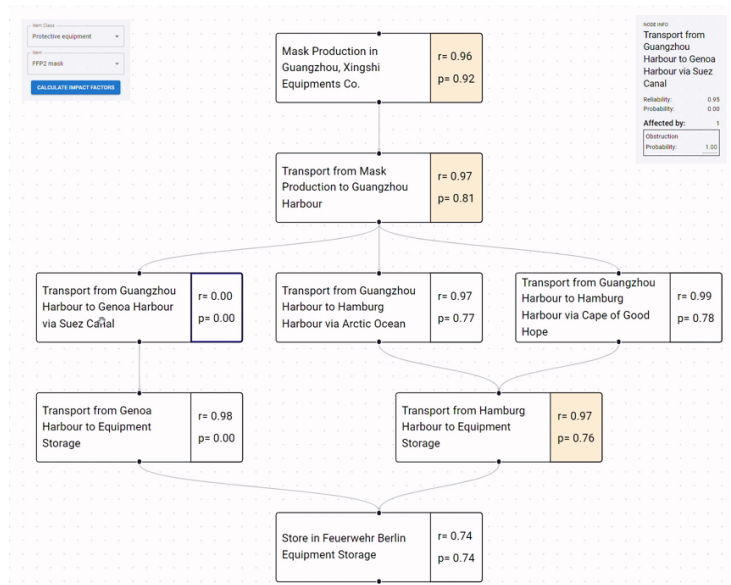 Item Class
Protective equipment
Item
FFP2 mask
CALCULATE IMPACT FACTORS
Mask Production in
Guangzhou, Xingshi
Equipments Co.
r= 0.96
p= 0.92
NODE INFO
Transport from
Guangzhou
Harbour to Genoa
Harbour via Suez
Canal
Reliability: 0.95
Probability: 0.00
Affected by: 1
Obstruction
Probability: 1.00
Transport from Mask
Production to Guangzhou
Harbour
r= 0.97
p= 0.81
Transport from Guangzhou
Harbour to Genoa Harbour
via Suez Canal
r= 0.00
p= 0.00
Transport from Guangzhou
Harbour to Hamburg
Harbour via Arctic Ocean
r= 0.97
p= 0.77
Transport from Guangzhou
Harbour to Hamburg
Harbour via Cape of Good
Hope
r= 0.99
p= 0.78
Transport from Genoa
Harbour to Equipment
Storage
r= 0.98
p= 0.00
Transport from Hamburg
Harbour to Equipment
Storage
r= 0.97
p= 0.76
Store in Feuerwehr Berlin
Equipment Storage
r= 0.74
p= 0.74